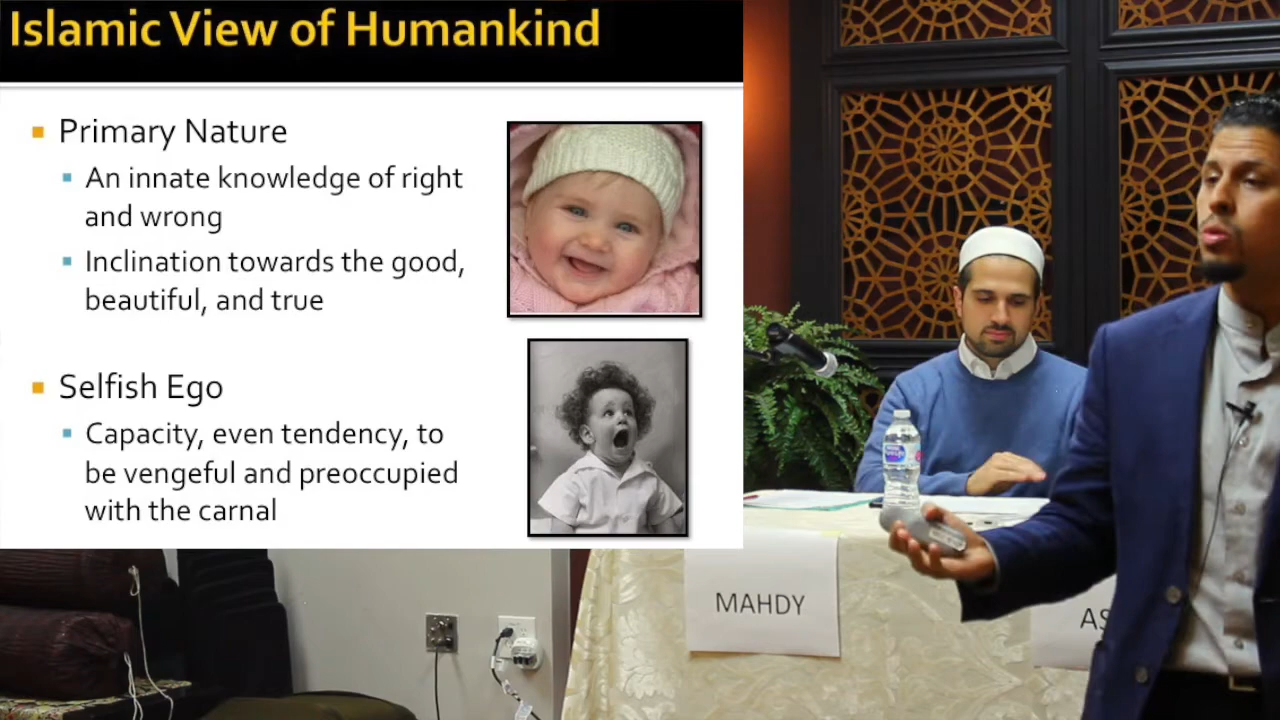 Islamic View of Humankind
Primary Nature
An innate knowledge of right
and wrong
Inclination towards the good,
beautiful, and true
Selfish Ego
Capacity, even tendency, to
be vengeful and preoccupied
with the carnal
MAHDY
AS